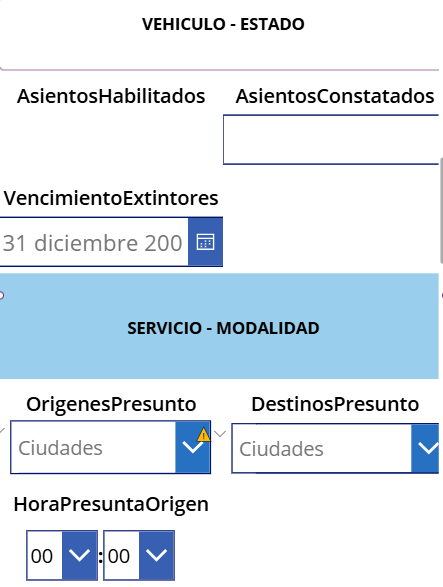 VEHICULO - ESTADO
AsientosHabilitados AsientosConstatados
VencimientoExtintores
31 diciembre 200
SERVICIO - MODALIDAD
OrigenesPresunto DestinosPresunto
Ciudades Ciudades
HoraPresuntaOrigen
00 : 00